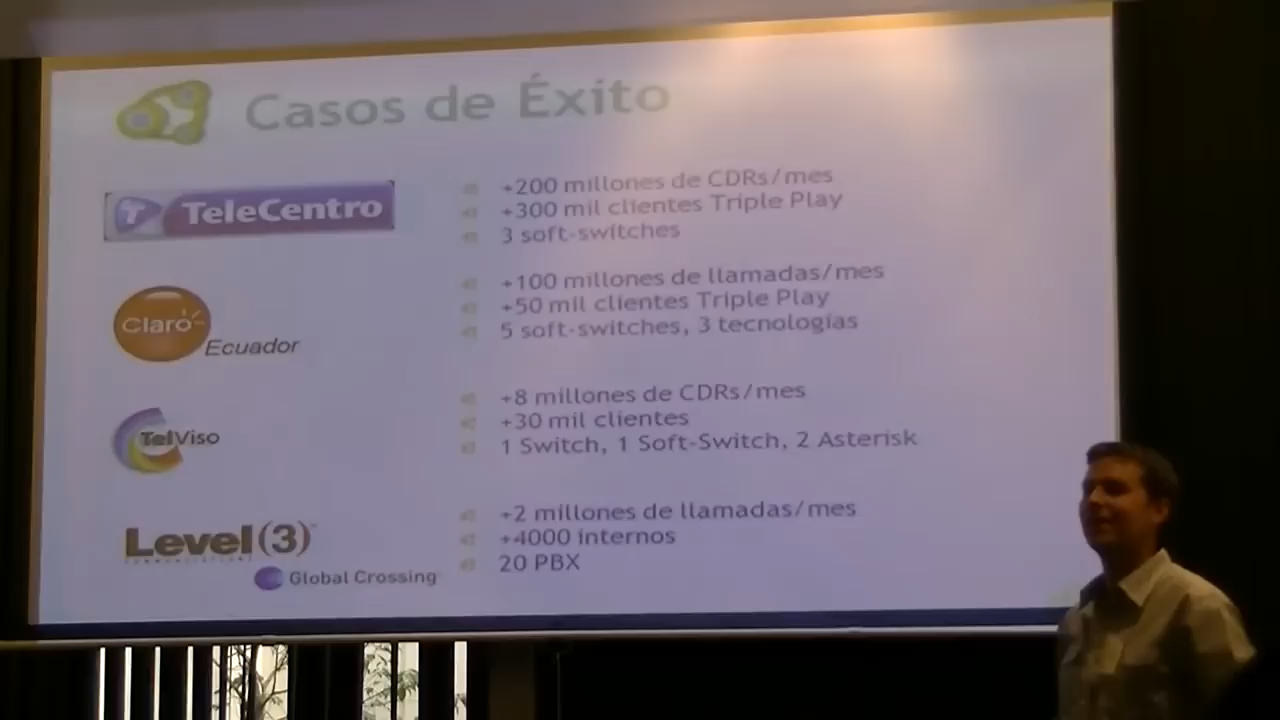 Casos de Éxito
TeleCentro
+200 millones de CDRs/mes
+300 mil clientes Triple Play
3 soft-switches
Claro
Ecuador
+100 millones de llamadas/mes
+50 mil clientes Triple Play
5 soft-switches, 3 tecnologías
TelViso
+8 millones de CDRs/mes
+30 mil clientes
1 Switch, 1 Soft-Switch, 2 Asterisk
Level(3)
Global Crossing
+2 millones de llamadas/mes
+4000 internos
20 PBX